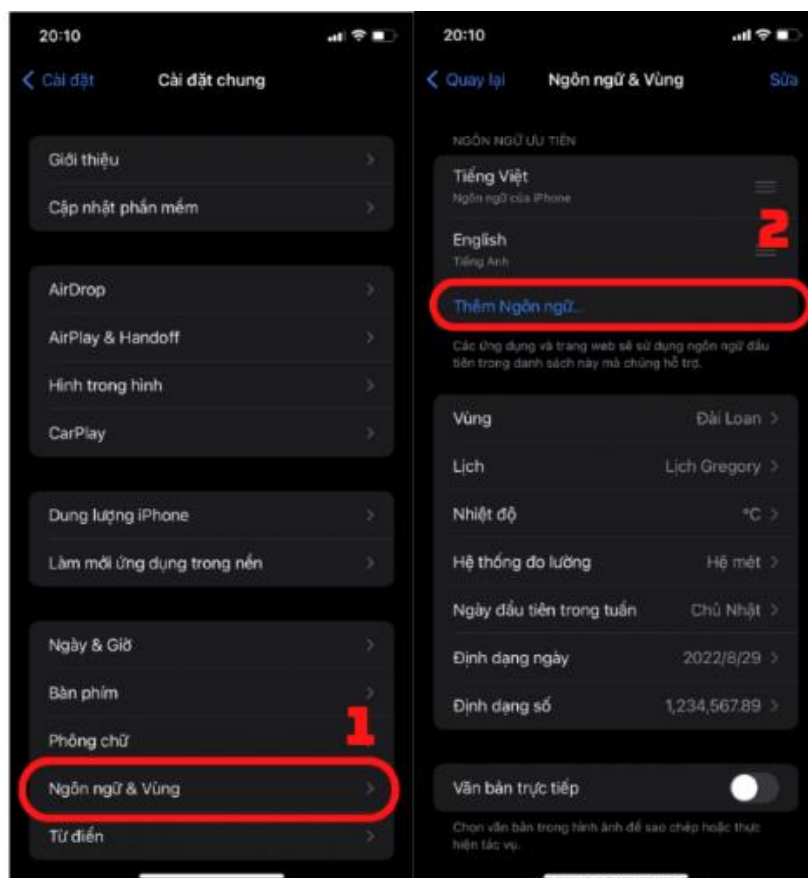 20:10
Cài đặt
Cài đặt chung
Giới thiệu
Cập nhật phần mềm
AirDrop
AirPlay & Handoff
Hình trong hình
CarPlay
Dung lượng iPhone
Làm mới ứng dụng trong nền
Ngày & Giờ
Bàn phím
Phông chữ
1
Ngôn ngữ & Vùng
Từ điển
20:10
Quay lại
Ngôn ngữ & Vùng
Sửa
NGÔN NGỮ ƯU TIÊN
Tiếng Việt
Ngôn ngữ của iPhone
2
English
Tiếng Anh
Thêm Ngôn ngữ...
Các ứng dụng và trang web sẽ sử dụng ngôn ngữ đầu
tiên trong danh sách này mà chúng hỗ trợ.
Vùng Đài Loan
Lịch Lịch Gregory
Nhiệt độ °C
Hệ thống đo lường Hệ mét
Ngày đầu tiên trong tuần Chủ Nhật
Định dạng ngày 2022/8/29
Định dạng số 1,234,567.89
Văn bản trực tiếp
Chọn văn bản trong hình ảnh để sao chép hoặc thực
hiện tác vụ.